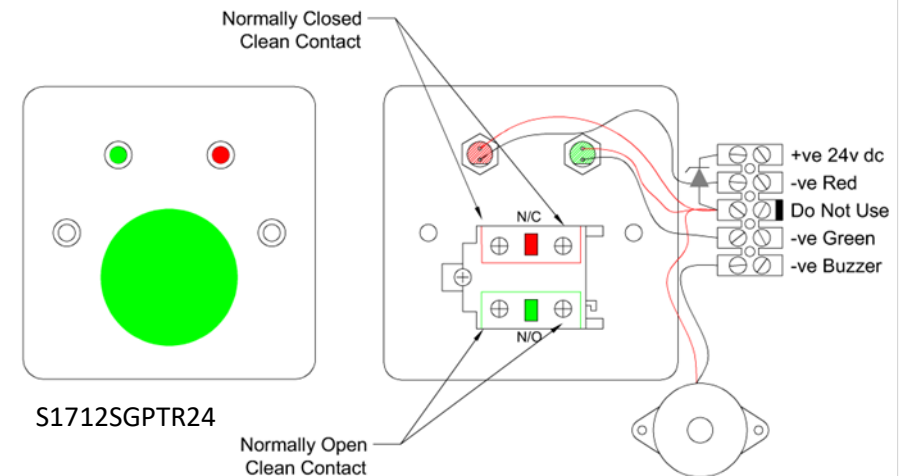 Normally Closed
Clean Contact
+ve 24v dc
-ve Red
Do Not Use
-ve Green
-ve Buzzer
N/C
N/O
S1712SGPTR24
Normally Open
Clean Contact